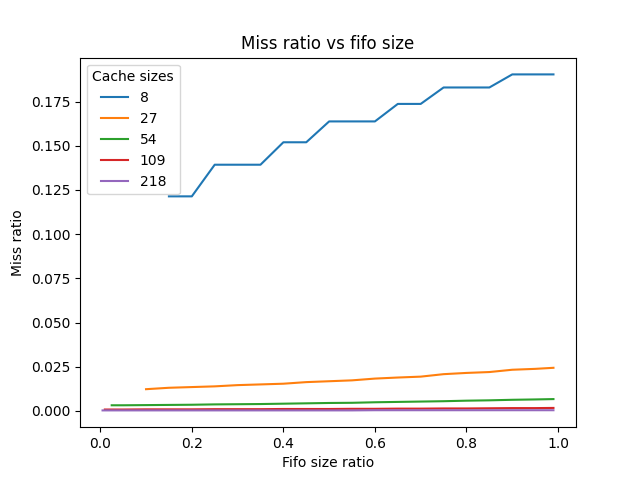 Miss ratio vs fifo size
Cache sizes
8
27
54
109
218
Miss ratio
0.175
0.150
0.125
0.100
0.075
0.050
0.025
0.000
0.0 0.2 0.4 0.6 0.8 1.0
Fifo size ratio